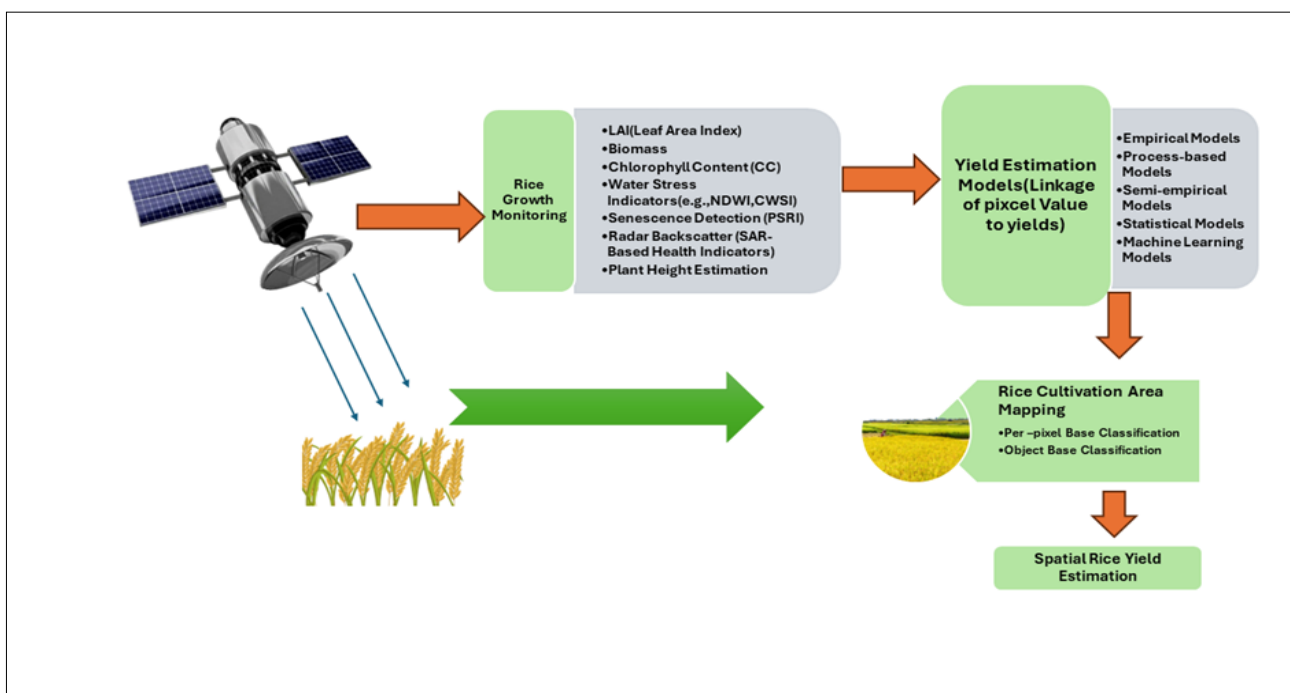 Rice
Growth
Monitoring
•LAI(Leaf Area Index)
•Biomass
•Chlorophyll Content (CC)
•Water Stress
Indicators(e.g.,NDWI,CWSI)
•Senescence Detection (PSRI)
•Radar Backscatter (SAR-
Based Health Indicators)
•Plant Height Estimation
Yield Estimation
Models(Linkage
of pixcel Value
to yields)
•Empirical Models
•Process-based
Models
•Semi-empirical
Models
•Statistical Models
•Machine Learning
Models
Rice Cultivation Area
Mapping
•Per –pixel Base Classification
•Object Base Classification
Spatial Rice Yield
Estimation